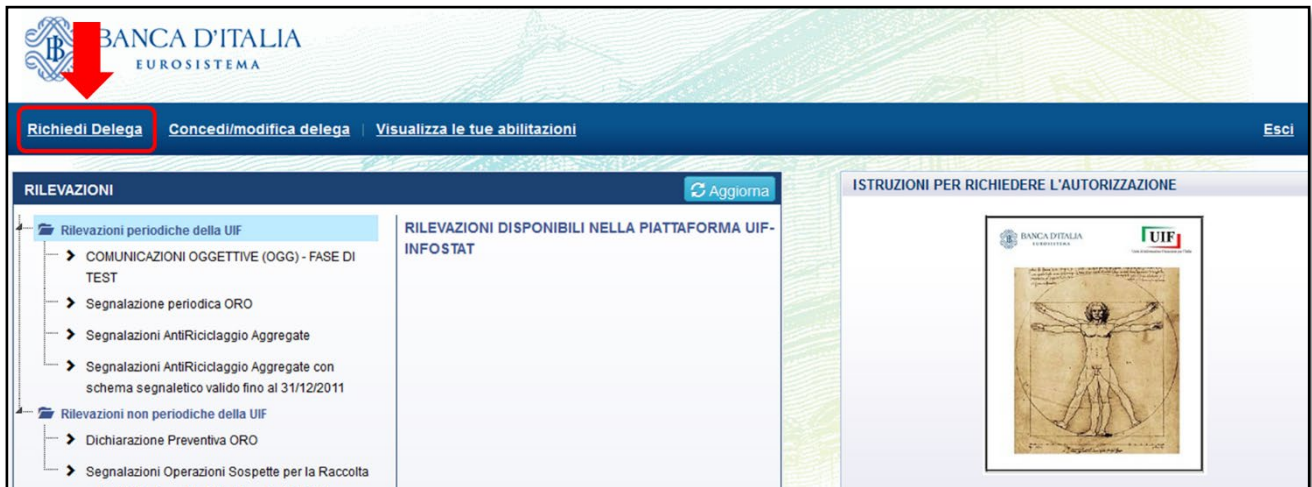 BANCA D'ITALIA
EUROSISTEMA
Richiedi Delega
Concedi/modifica delega | Visualizza le tue abilitazioni
Esci
RILEVAZIONI
Aggiorna
Rilevazioni periodiche della UIF
COMUNICAZIONI OGGETTIVE (OGG) - FASE DI
TEST
Segnalazione periodica ORO
Segnalazioni AntiRiciclaggio Aggregate
Segnalazioni AntiRiciclaggio Aggregate con
schema segnaletico valido fino al 31/12/2011
Rilevazioni non periodiche della UIF
Dichiarazione Preventiva ORO
Segnalazioni Operazioni Sospette per la Raccolta
RILEVAZIONI DISPONIBILI NELLA PIATTAFORMA UIF-
INFOSTAT
ISTRUZIONI PER RICHIEDERE L'AUTORIZZAZIONE
BANCA D'ITALIA
EUROSISTEMA
UIF